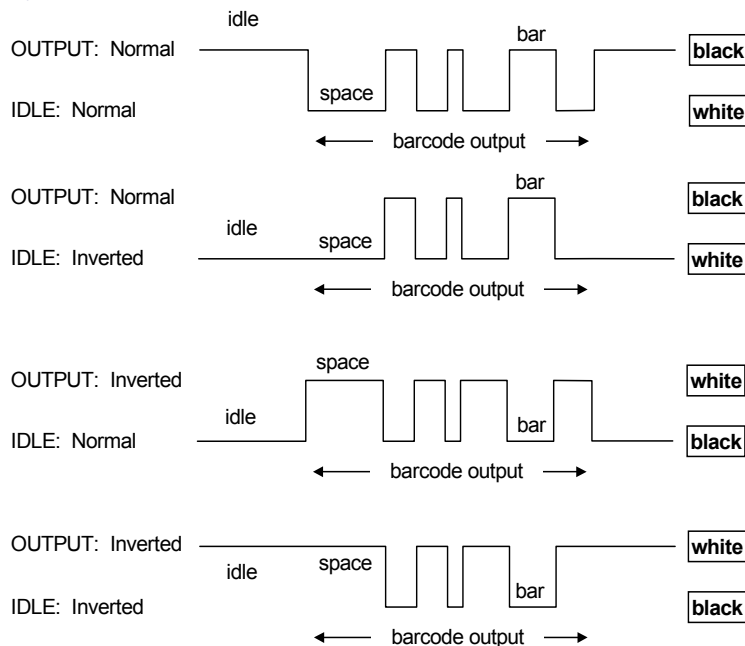 idle
OUTPUT: Normal bar black
space
IDLE: Normal white
barcode output
OUTPUT: Normal bar black
idle space
IDLE: Inverted white
barcode output
space
OUTPUT: Inverted white
idle bar
IDLE: Normal black
barcode output
OUTPUT: Inverted white
idle space
bar
IDLE: Inverted black
barcode output